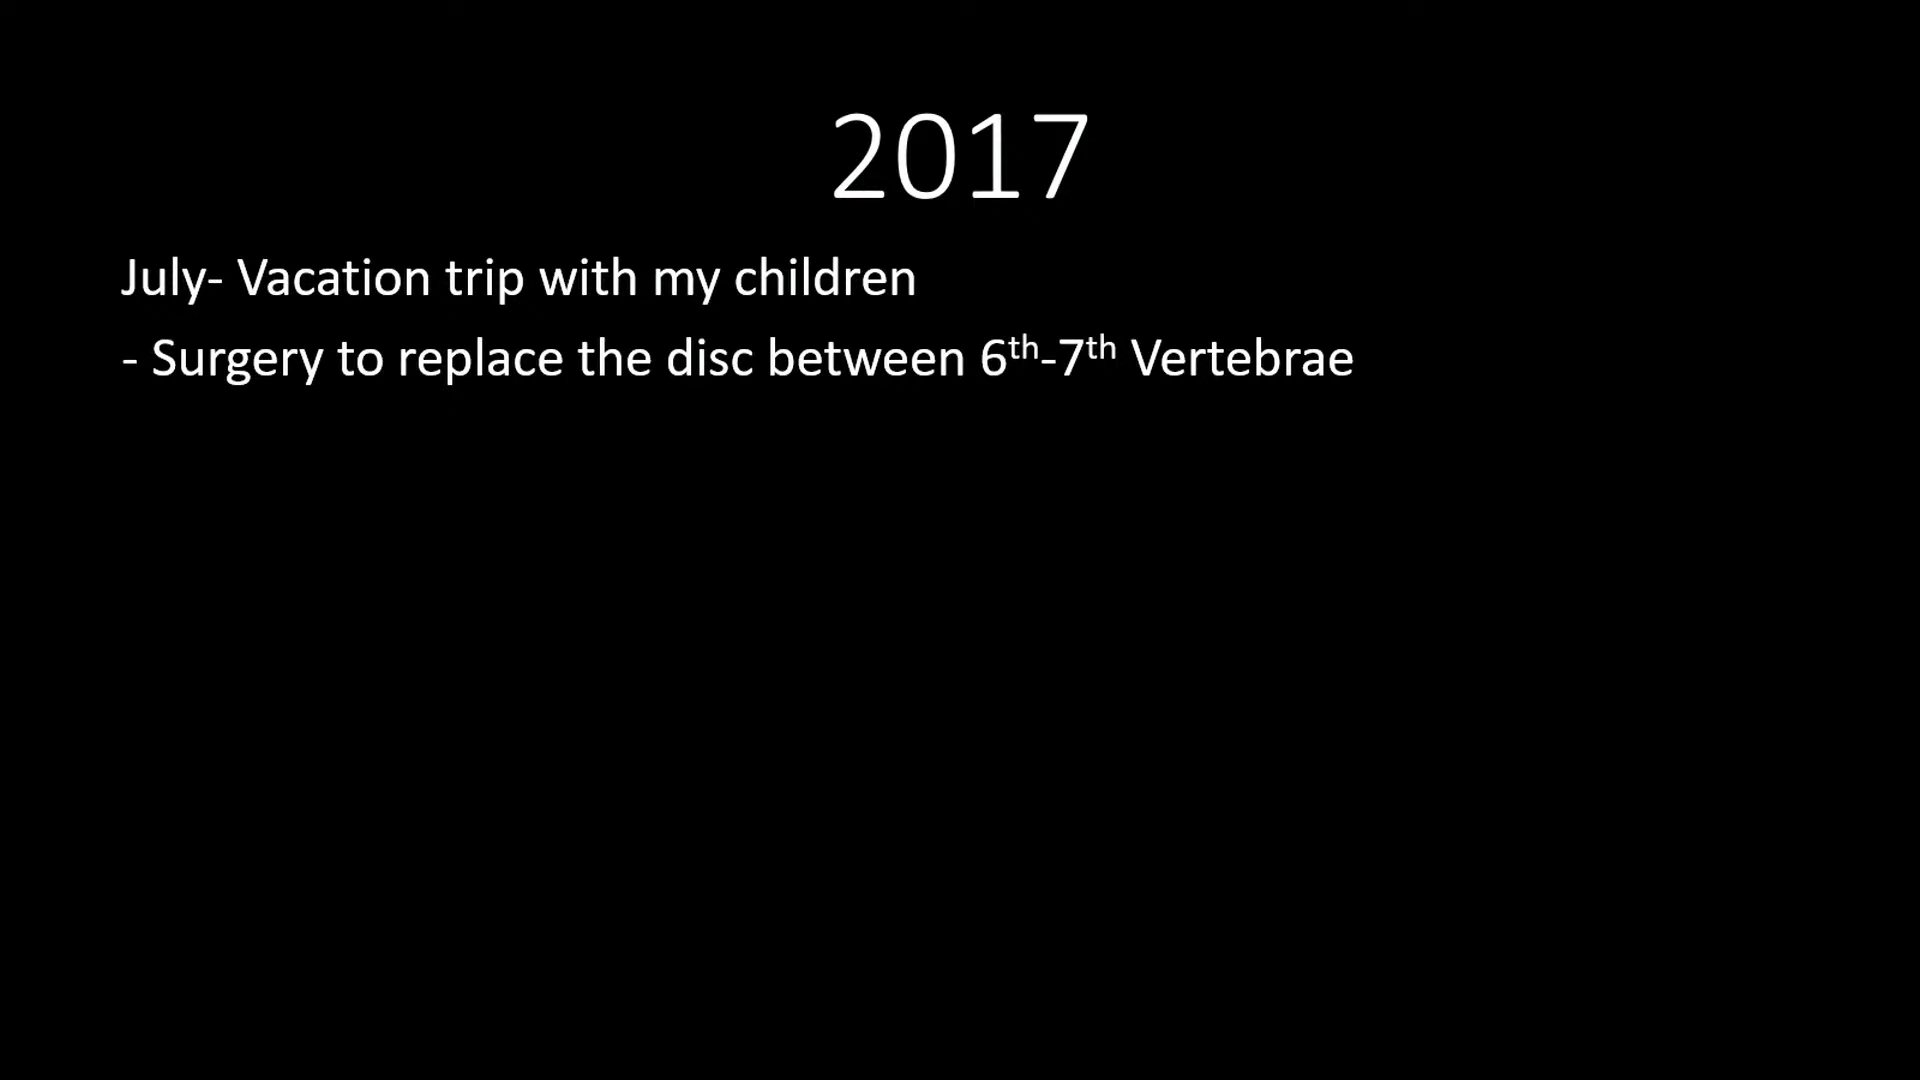 2017
July- Vacation trip with my children
- Surgery to replace the disc between 6th-7th Vertebrae